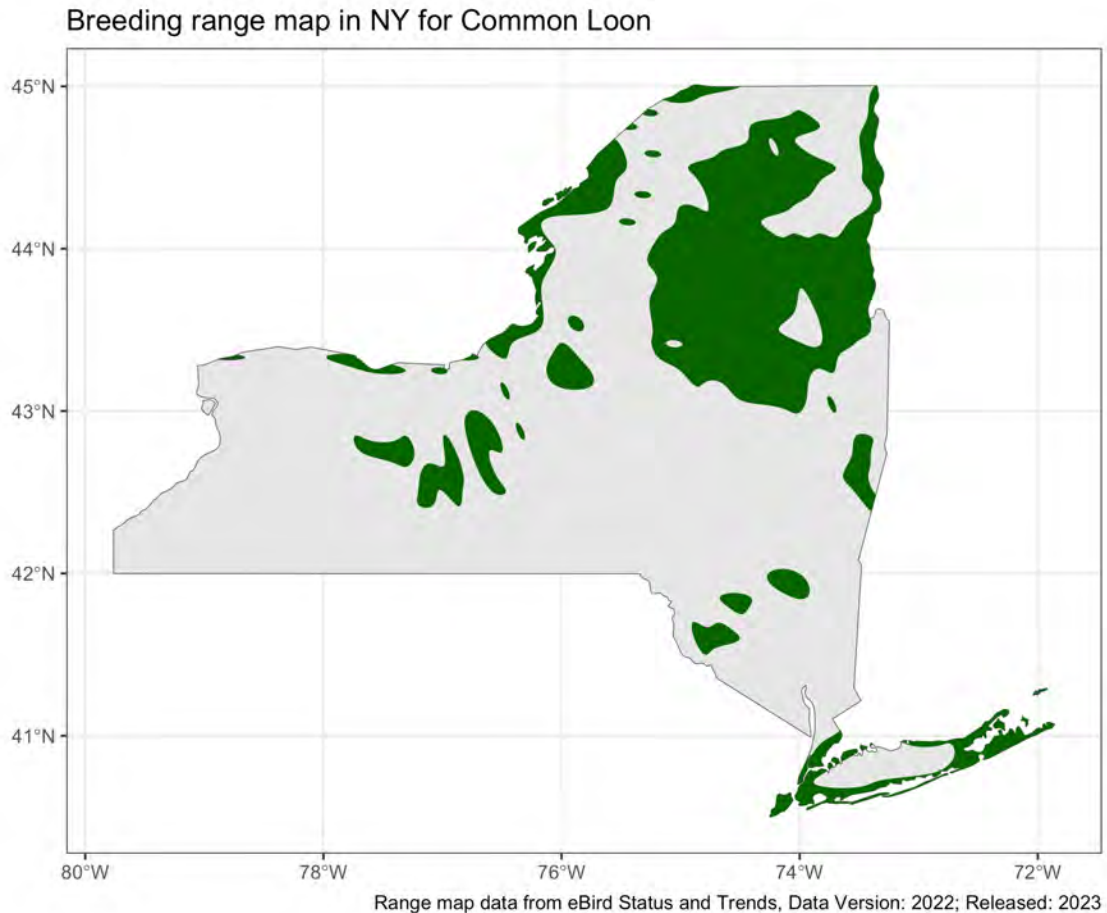 Breeding range map in NY for Common Loon
45°N
44°N
43°N
42°N
41°N
80°W 78°W 76°W 74°W 72°W
Range map data from eBird Status and Trends, Data Version: 2022; Released: 2023